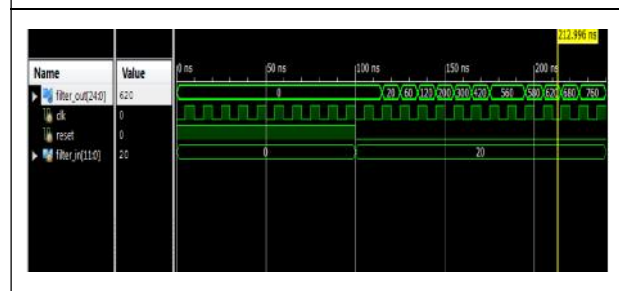 212.996 ns
Name Value 0 ns 50 ns 100 ns 150 ns 200 ns
filter_out[24:0] 620 0 20 60 120 200 300 420 560 580 620 680 760
clk 0
reset 0
filter_in[11:0] 20 0 20